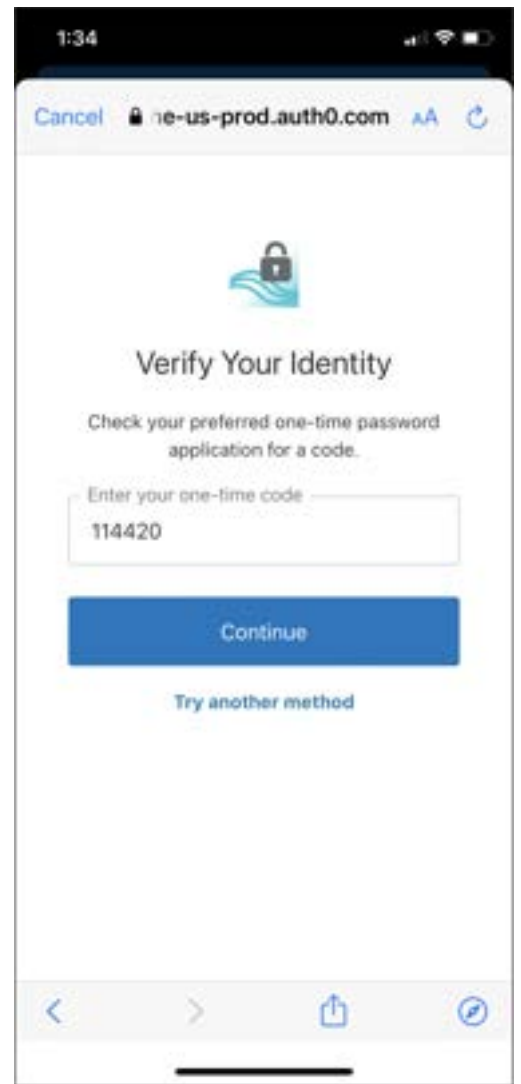 1:34
Cancel
e-us-prod.auth0.com
AA
Verify Your Identity
Check your preferred one-time password
application for a code.
Enter your one-time code
114420
Continue
Try another method